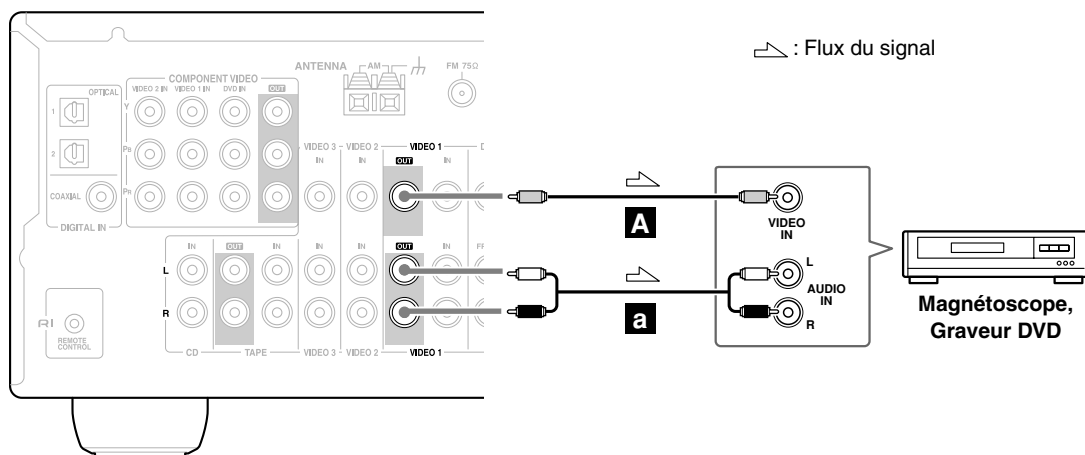 : Flux du signal
ANTENNA
AM
FM 75Ω
COMPONENT VIDEO
VIDEO 2 IN VIDEO 1 IN DVD IN OUT
OPTICAL
1
2
Y
PB
PR
COAXIAL
DIGITAL IN
VIDEO 3 VIDEO 2 VIDEO 1 D
IN IN OUT IN
IN OUT IN IN IN OUT IN FR
L
R
RI
REMOTE
CONTROL
CD TAPE VIDEO 3 VIDEO 2 VIDEO 1
A
a
VIDEO
IN
L
AUDIO
IN
R
Magnétoscope,
Graveur DVD